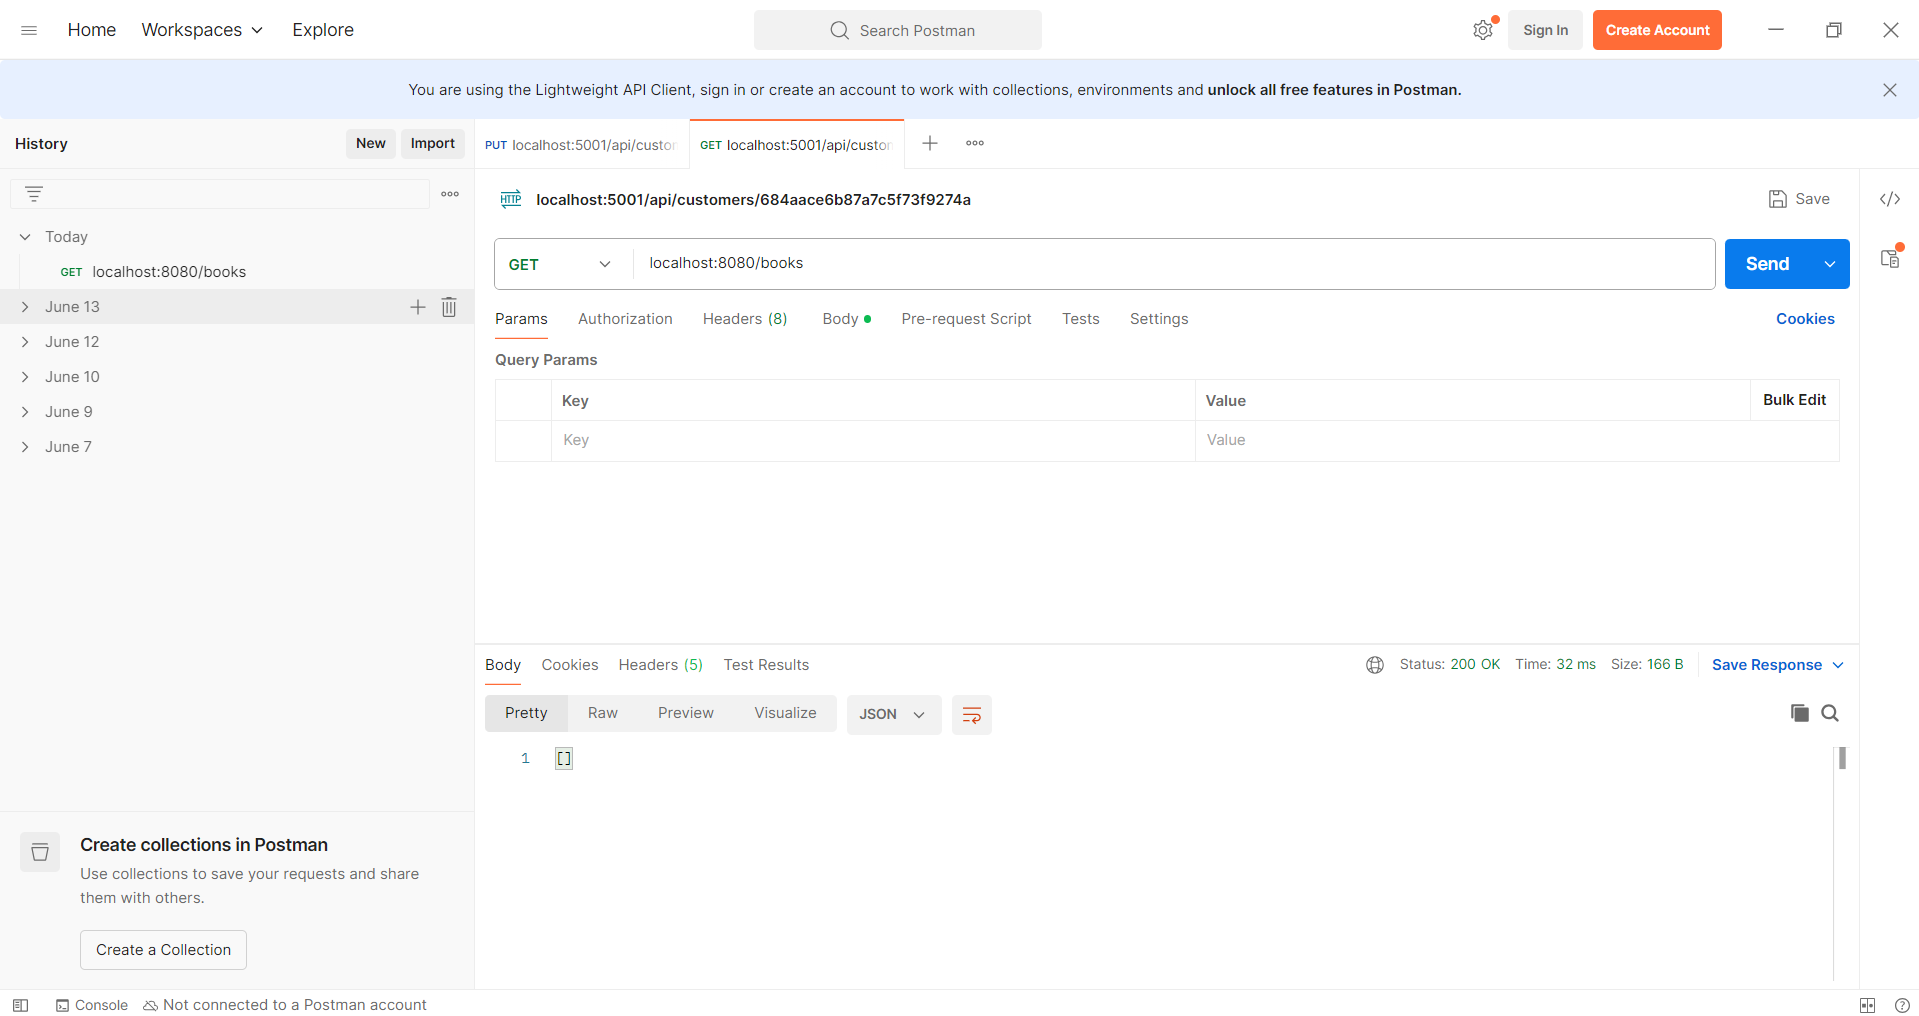 Home Workspaces Explore Search Postman Sign In Create Account
You are using the Lightweight API Client, sign in or create an account to work with collections, environments and unlock all free features in Postman.
History New Import
Today
GET localhost:8080/books
June 13
June 12
June 10
June 9
June 7
Create collections in Postman
Use collections to save your requests and share
them with others.
Create a Collection
PUT localhost:5001/api/custor GET localhost:5001/api/custon
HTTP localhost:5001/api/customers/684aace6b87a7c5f73f9274a Save
GET localhost:8080/books Send
Params Authorization Headers (8) Body Pre-request Script Tests Settings Cookies
Query Params
Key Value Bulk Edit
Key Value
Body Cookies Headers (5) Test Results Status: 200 OK Time: 32 ms Size: 166 B Save Response
Pretty Raw Preview Visualize JSON
1 []
Console Not connected to a Postman account